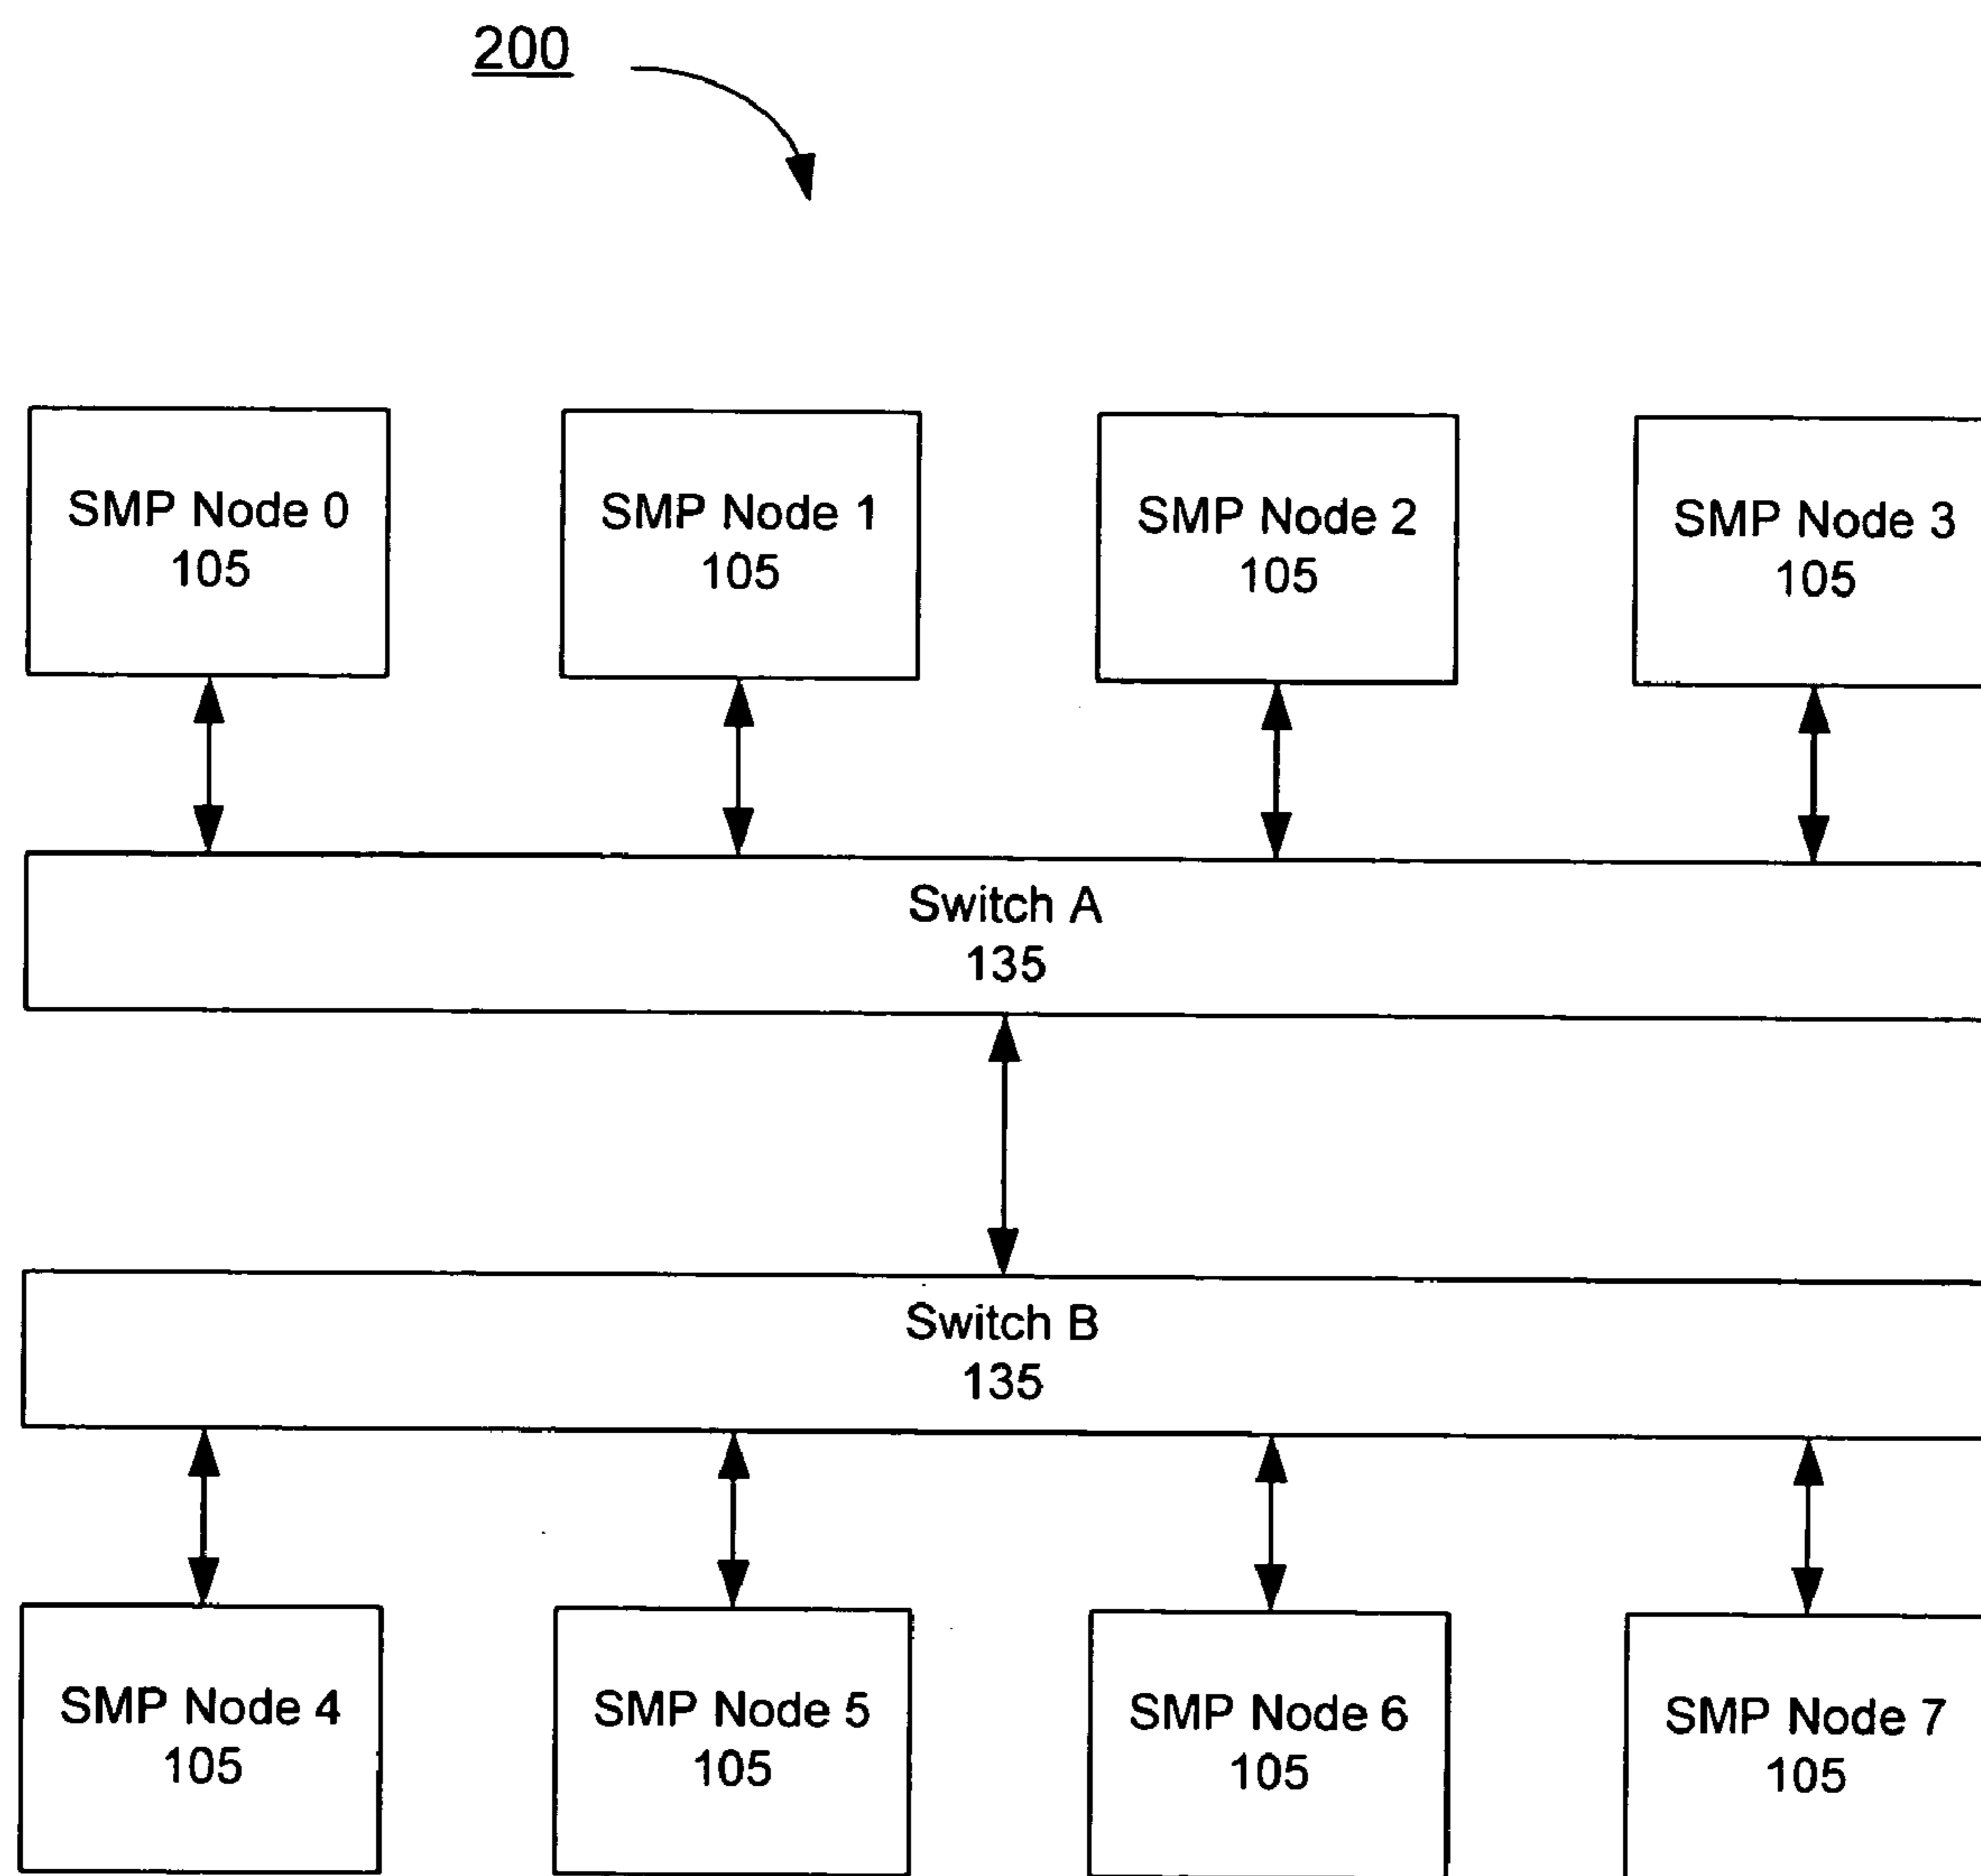 200
SMP Node 0
105
SMP Node 1
105
SMP Node 2
105
SMP Node 3
105
Switch A
135
Switch B
135
SMP Node 4
105
SMP Node 5
105
SMP Node 6
105
SMP Node 7
105